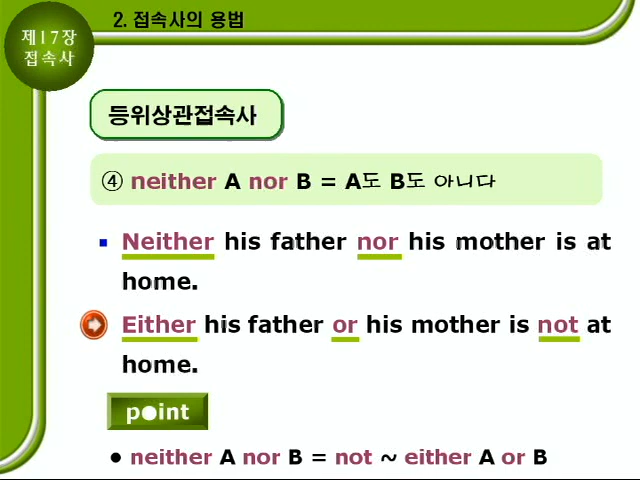 제17장
접속사
2. 접속사의 용법
등위상관접속사
④ neither A nor B = A도 B도 아니다
Neither his father nor his mother is at
home.
Either his father or his mother is not at
home.
point
● neither A nor B = not ~ either A or B